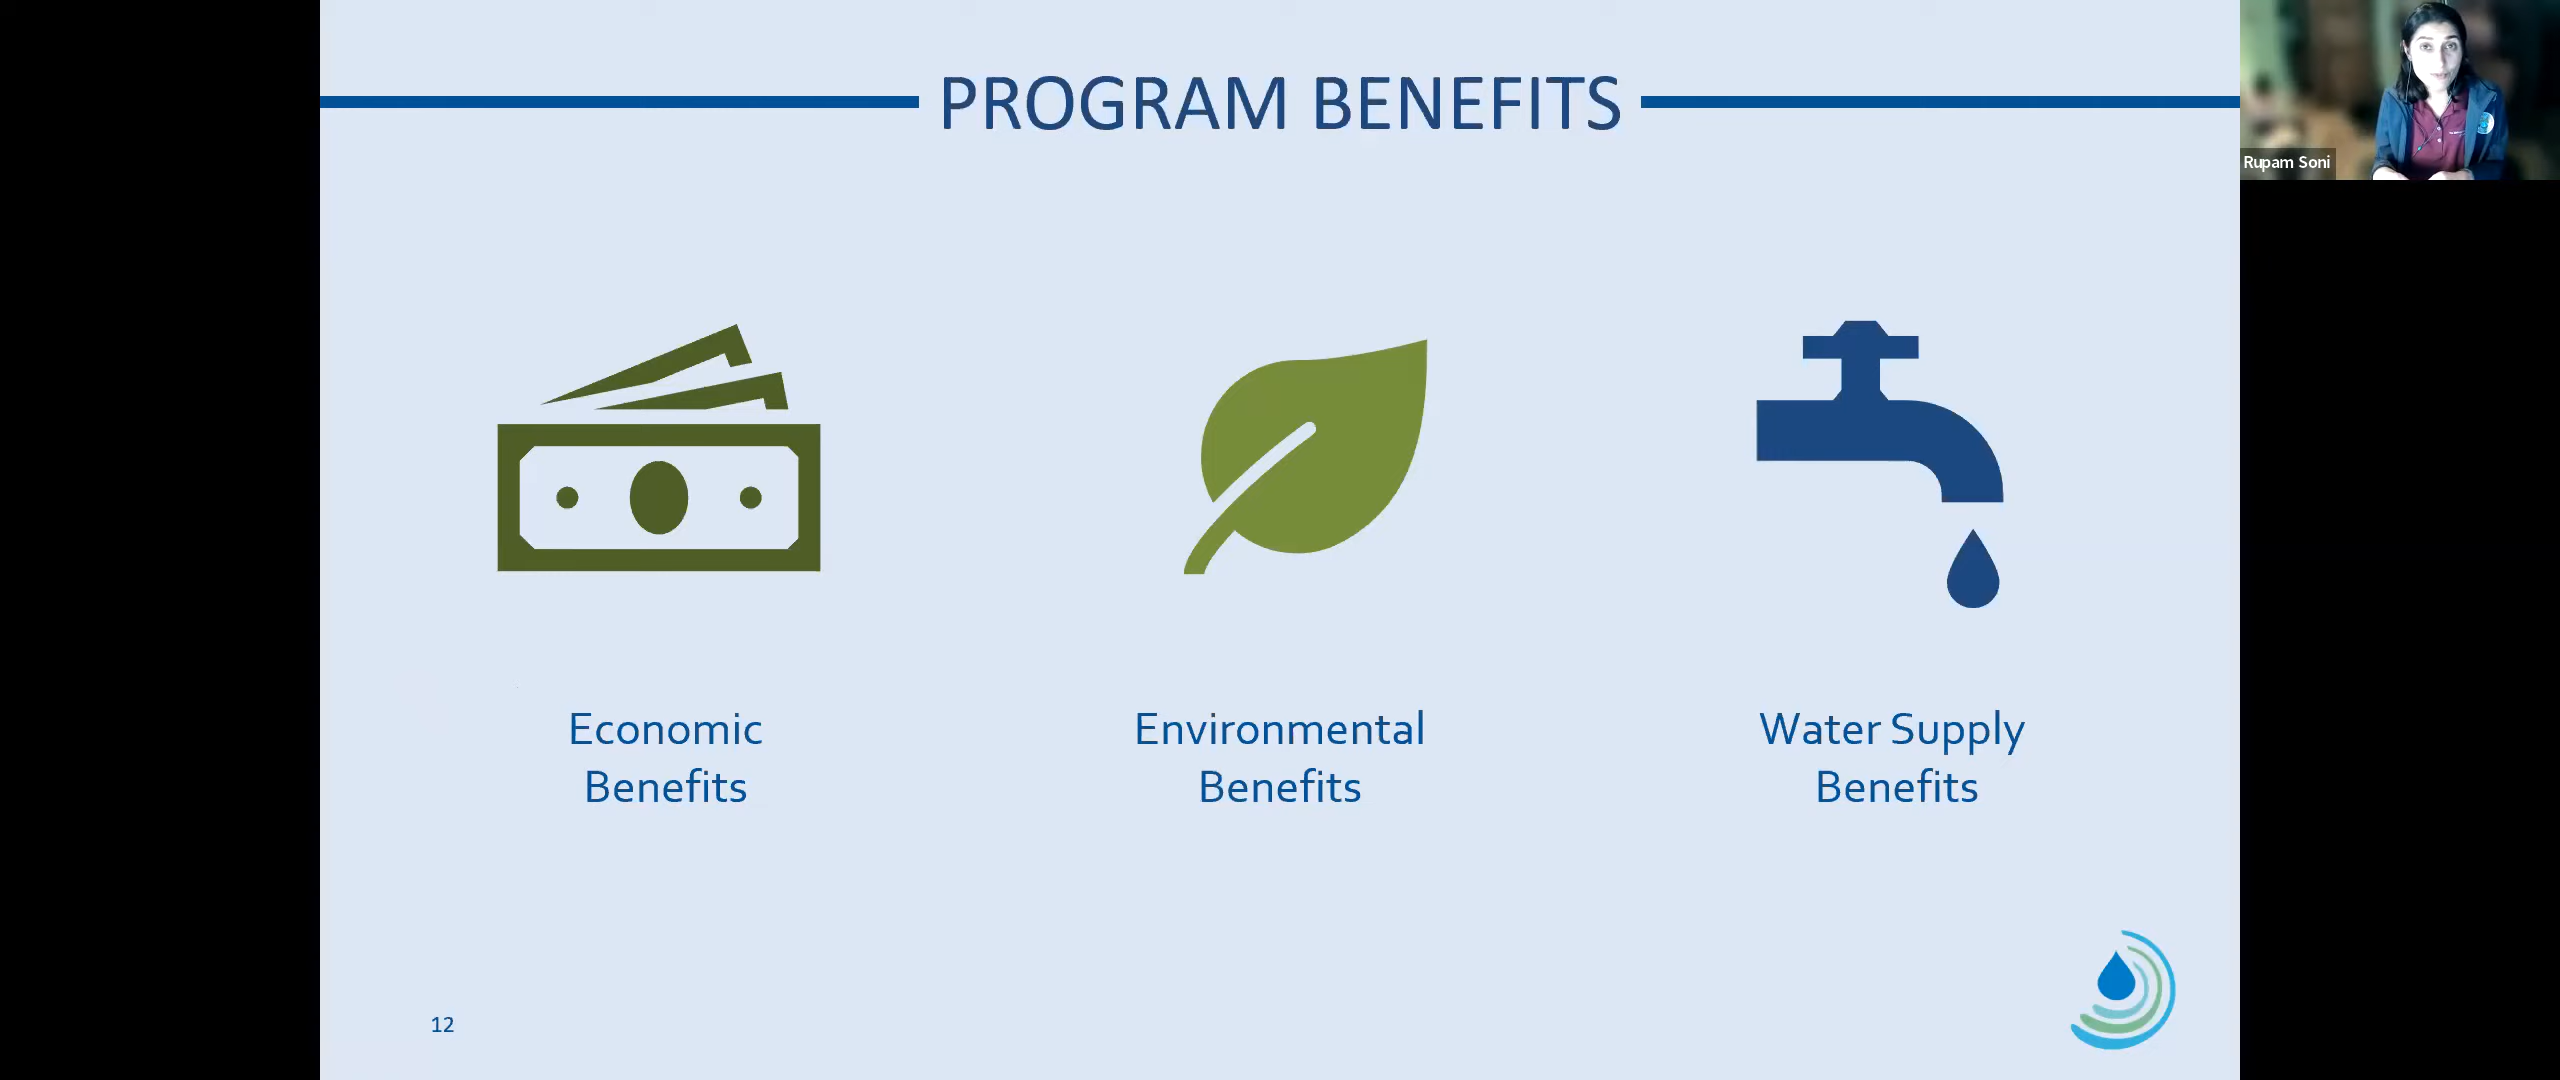 PROGRAM BENEFITS
Rupam Soni
Economic
Benefits
Environmental
Benefits
Water Supply
Benefits
12